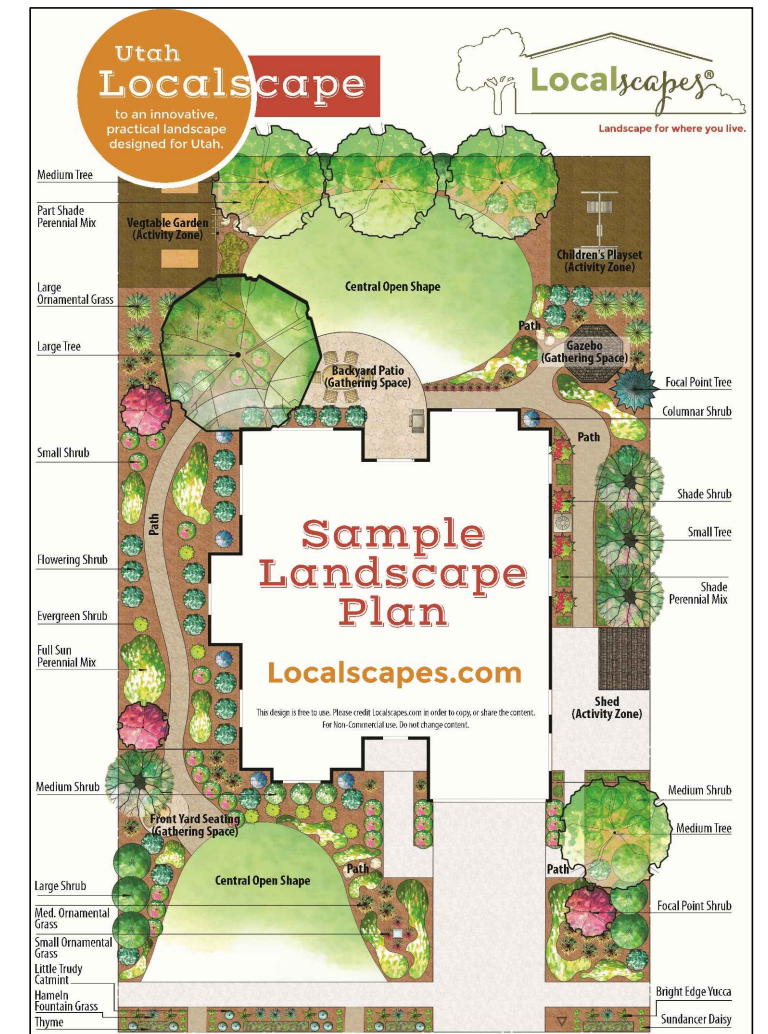 Utah
Localscape
to an innovative,
practical landscape
designed for Utah.
Localscapes®
Landscape for where you live.
Medium Tree
Part Shade
Perennial Mix
Vegtable Garden
(Activity Zone)
Children's Playset
(Activity Zone)
Large
Ornamental Grass
Central Open Shape
Path
Large Tree
Gazebo
(Gathering Space)
Backyard Patio
(Gathering Space)
Focal Point Tree
Columnar Shrub
Path
Small Shrub
Shade Shrub
Path
Small Tree
Sample
Landscape
Plan
Flowering Shrub
Shade
Perennial Mix
Evergreen Shrub
Full Sun
Perennial Mix
Localscapes.com
This design is free to use. Please credit Localscapes.com in order to copy, or share the content.
For Non-Commercial use. Do not change content.
Shed
(Activity Zone)
Medium Shrub
Medium Shrub
Front Yard Seating
(Gathering Space)
Medium Tree
Path
Path
Central Open Shape
Large Shrub
Focal Point Shrub
Med. Ornamental
Grass
Small Ornamental
Grass
Little Trudy
Catmint
Hameln
Fountain Grass
Thyme
Bright Edge Yucca
Sundancer Daisy